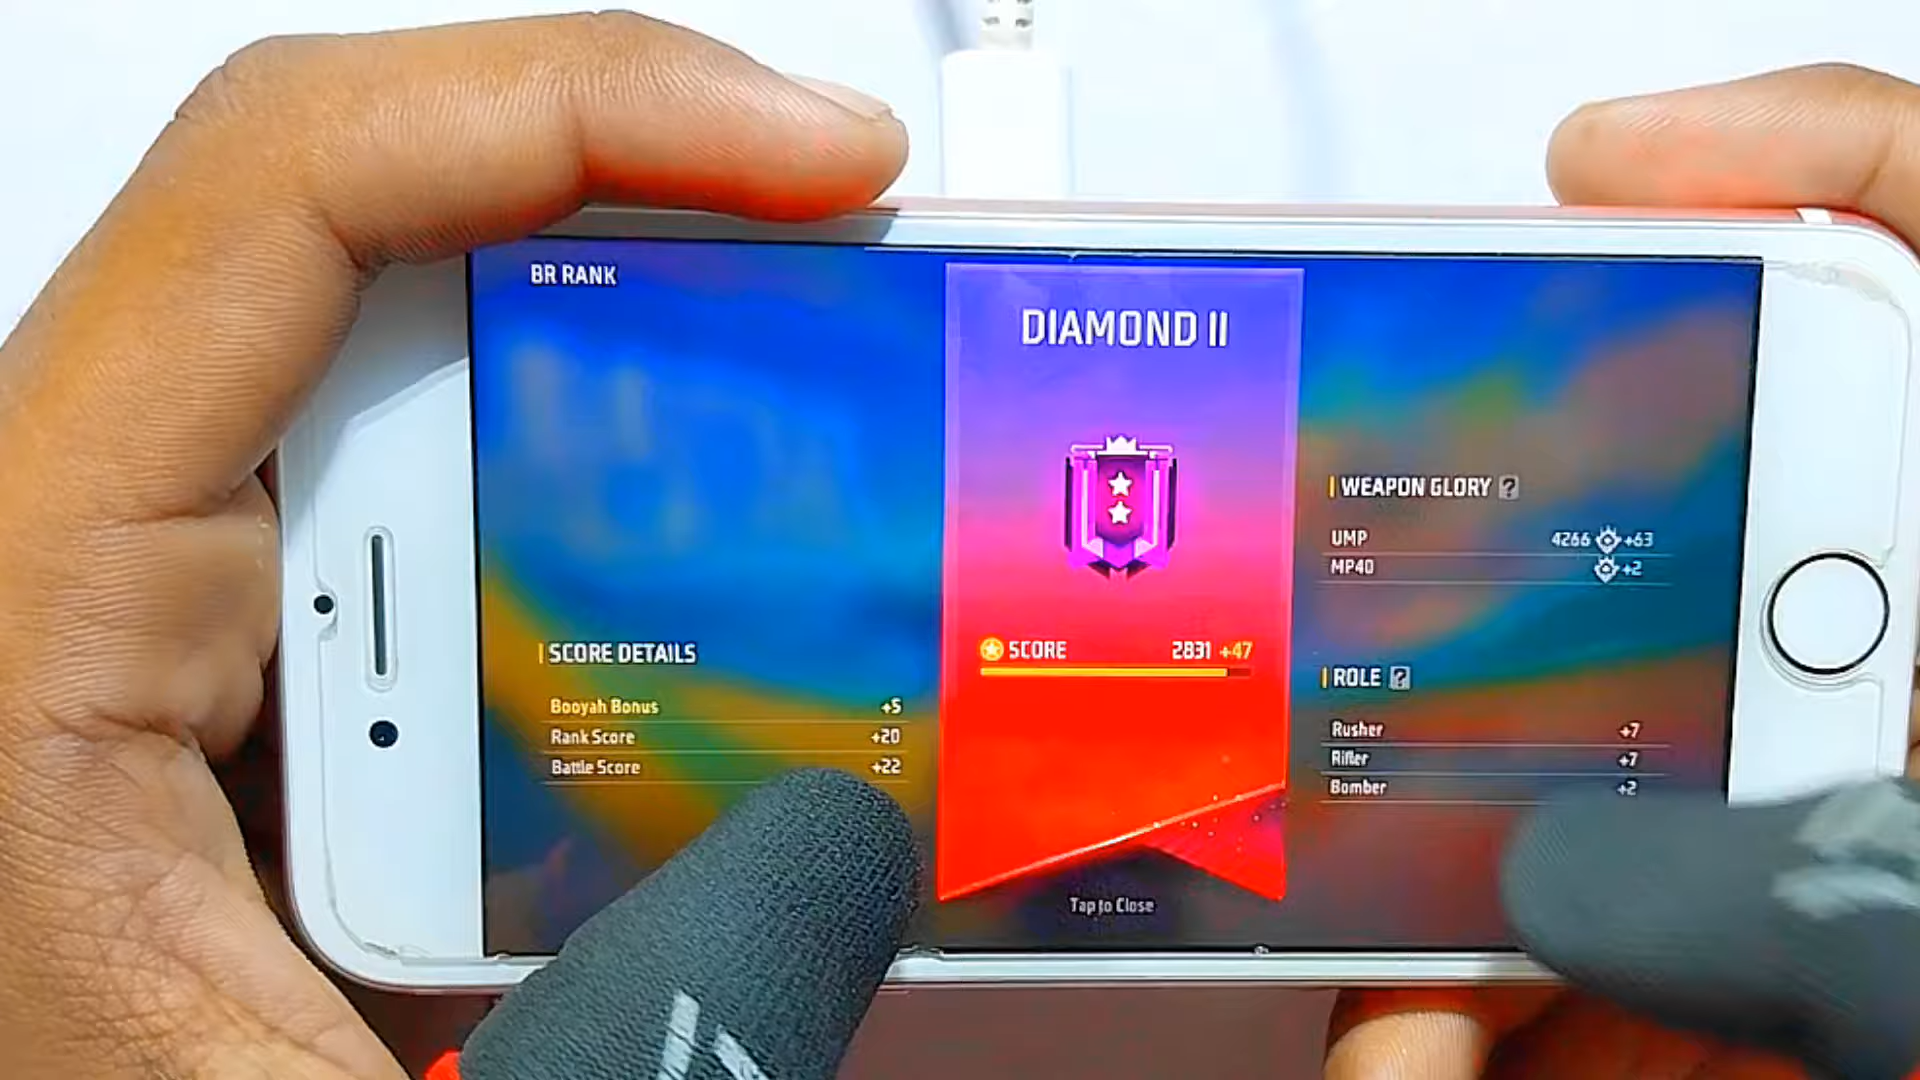 BR RANK
DIAMOND II
SCORE 2831 +47
SCORE DETAILS
Booyah Bonus +5
Rank Score +20
Battle Score +22
WEAPON GLORY ?
UMP 4266 +63
MP40 +2
ROLE ?
Rusher +7
Rifler +7
Bomber +2
Tap to Close